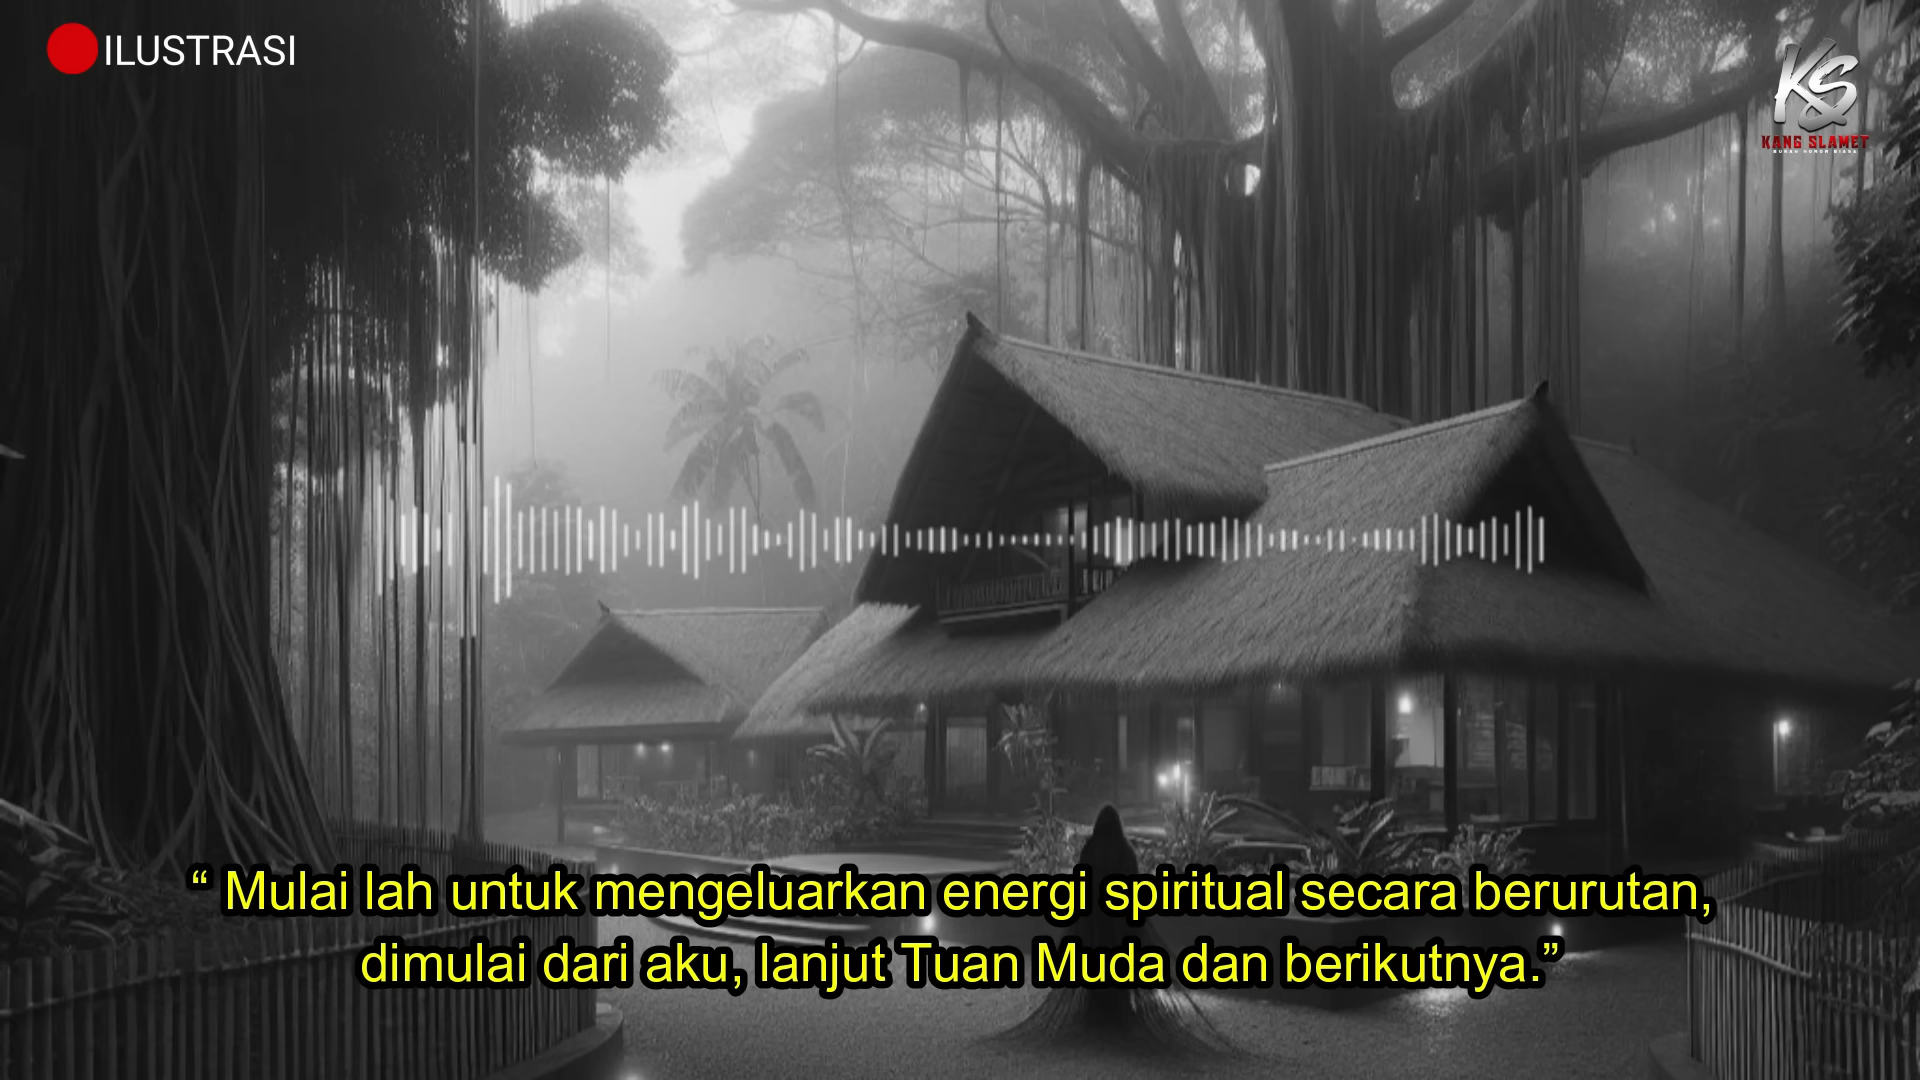 ILUSTRASI
KS
KANG SLAMET
“ Mulai lah untuk mengeluarkan energi spiritual secara berurutan,
dimulai dari aku, lanjut Tuan Muda dan berikutnya.”